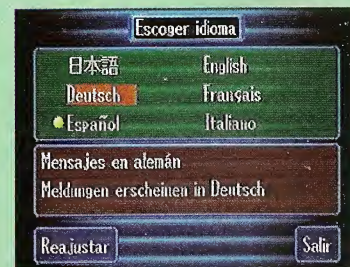 Escoger idioma
日本語 English
Deutsch Français
Español Italiano
Mensajes en alemán
Meldungen erscheinen in Deutsch
Reajustar Salir